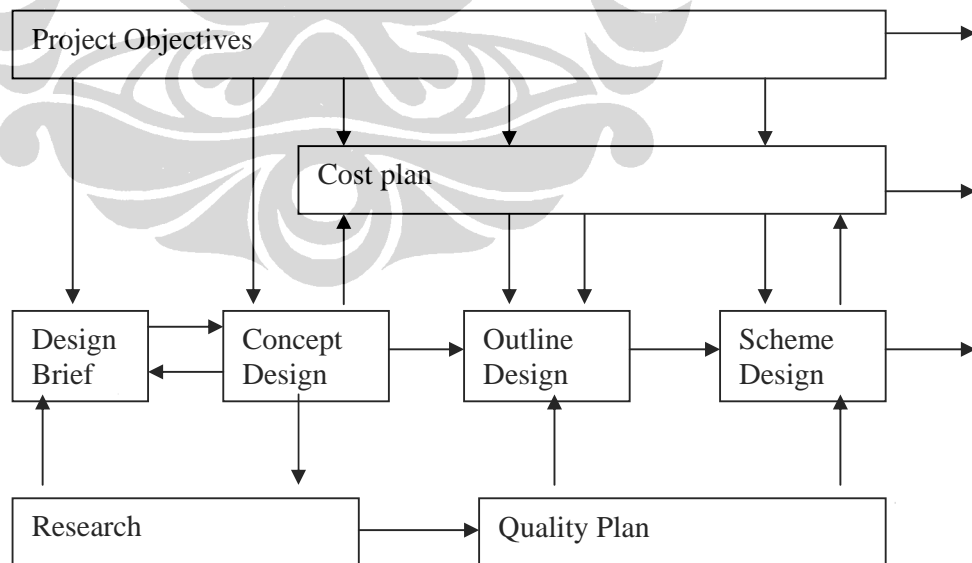 Project Objectives
Cost plan
Design
Brief
Concept
Design
Outline
Design
Scheme
Design
Research
Quality Plan